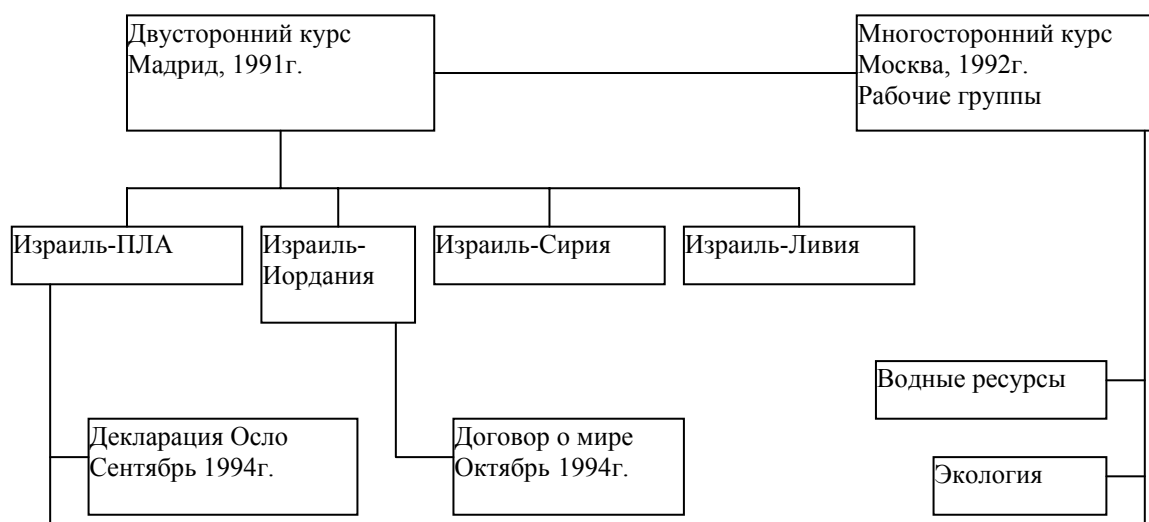 Двусторонний курс
Мадрид, 1991г.
Многосторонний курс
Москва, 1992г.
Рабочие группы
Израиль-ПЛА
Израиль-
Иордания
Израиль-Сирия
Израиль-Ливия
Водные ресурсы
Декларация Осло
Сентябрь 1994г.
Договор о мире
Октябрь 1994г.
Экология